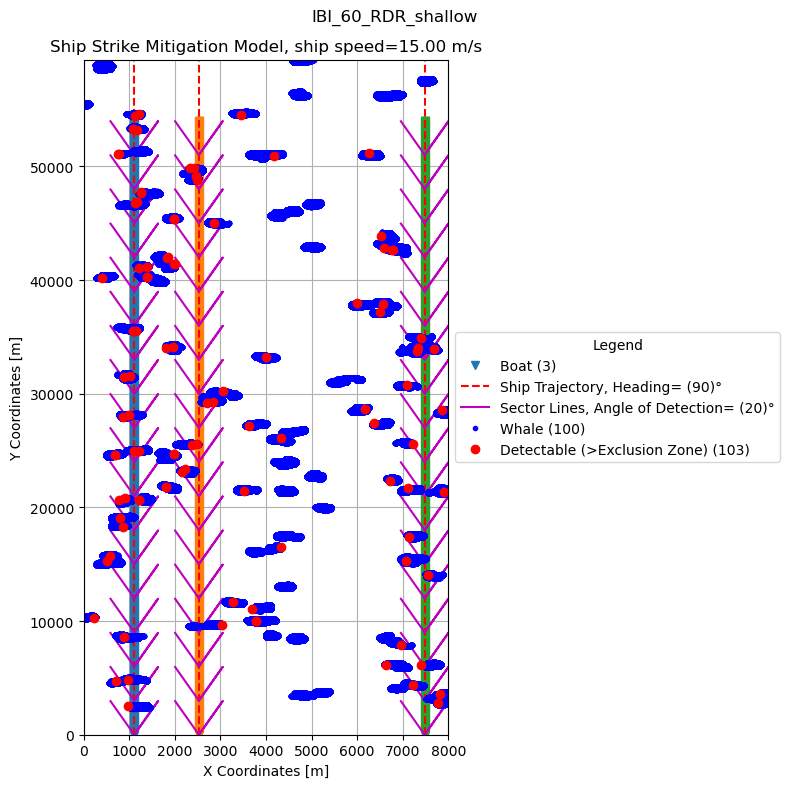 IBI_60_RDR_shallow
Ship Strike Mitigation Model, ship speed=15.00 m/s
Y Coordinates [m]
50000
40000
30000
20000
10000
0
0 1000 2000 3000 4000 5000 6000 7000 8000
X Coordinates [m]
Legend
Boat (3)
Ship Trajectory, Heading= (90)°
Sector Lines, Angle of Detection= (20)°
Whale (100)
Detectable (>Exclusion Zone) (103)